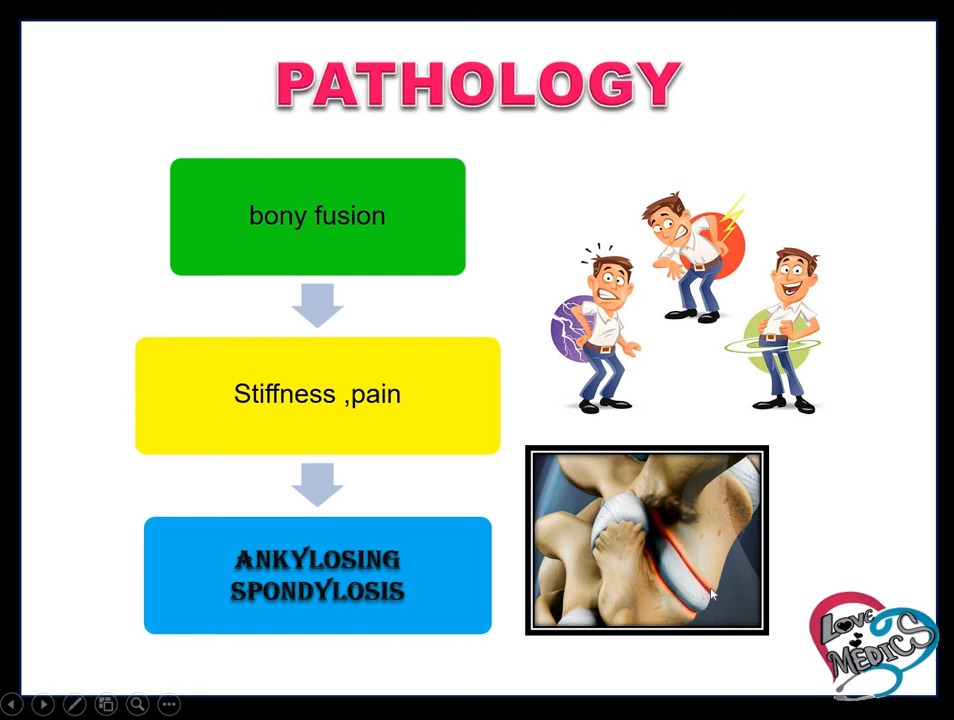 PATHOLOGY
bony fusion
Stiffness ,pain
ANKYLOSING
SPONDYLOSIS
LOVE
MEDICS